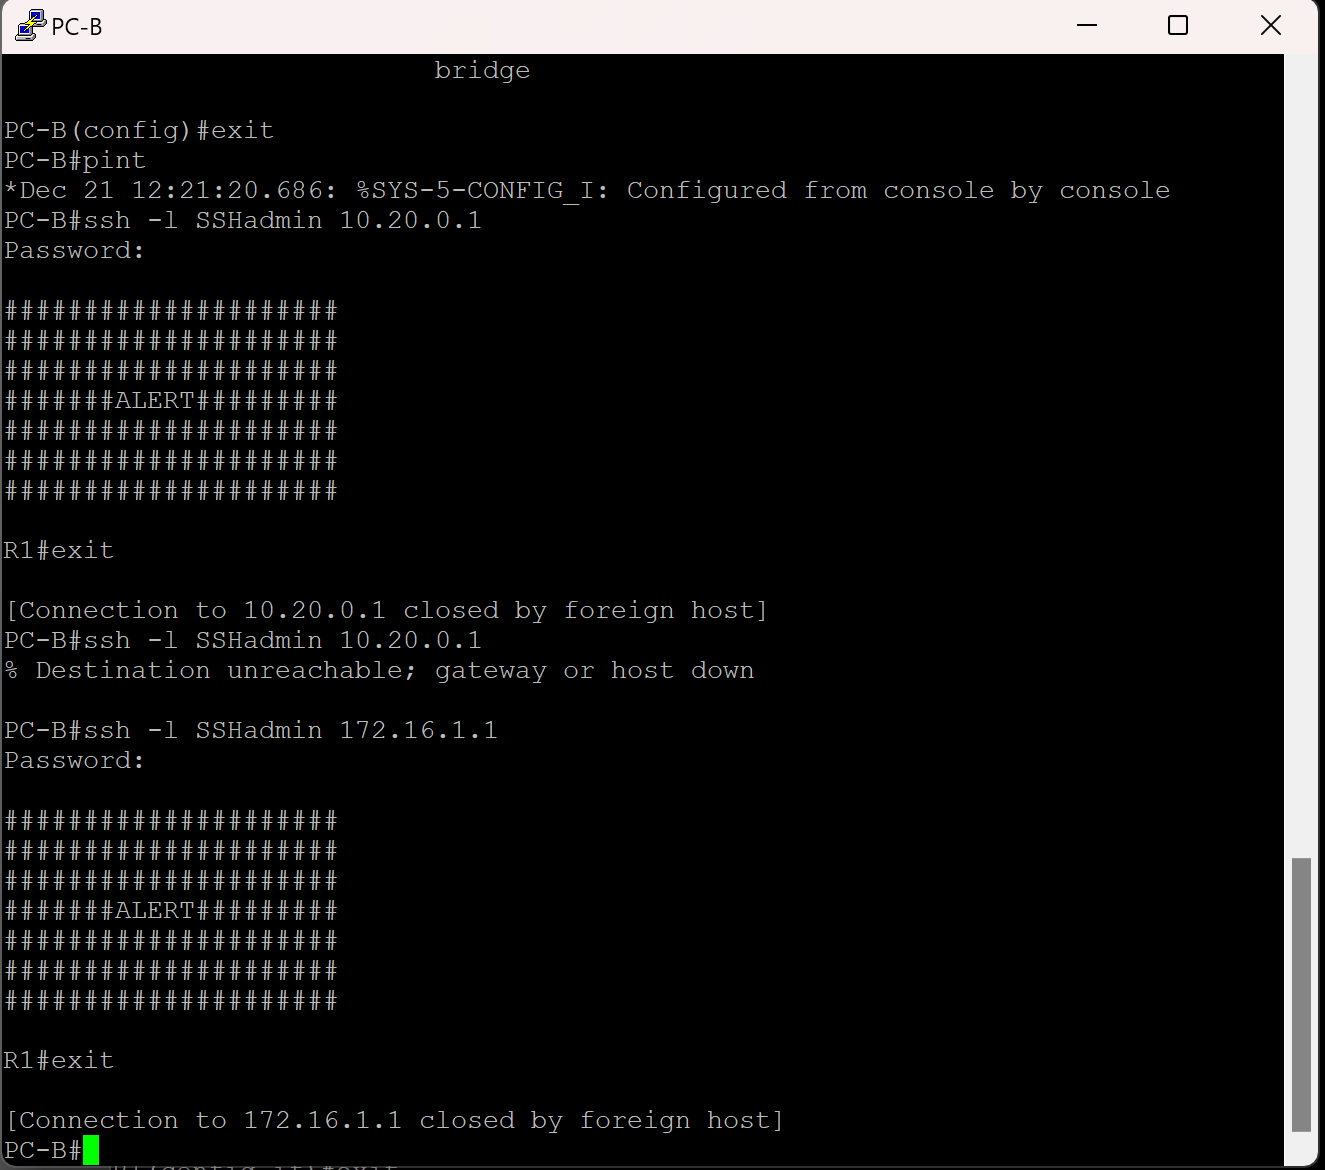 PC-B
bridge
PC-B(config)#exit
PC-B#pint
*Dec 21 12:21:20.686: %SYS-5-CONFIG_I: Configured from console by console
PC-B#ssh -l SSHadmin 10.20.0.1
Password:
#####################
#####################
#####################
#######ALERT#########
#####################
#####################
#####################
R1#exit
[Connection to 10.20.0.1 closed by foreign host]
PC-B#ssh -l SSHadmin 10.20.0.1
% Destination unreachable; gateway or host down
PC-B#ssh -l SSHadmin 172.16.1.1
Password:
#####################
#####################
#####################
#######ALERT#########
#####################
#####################
#####################
R1#exit
[Connection to 172.16.1.1 closed by foreign host]
PC-B#